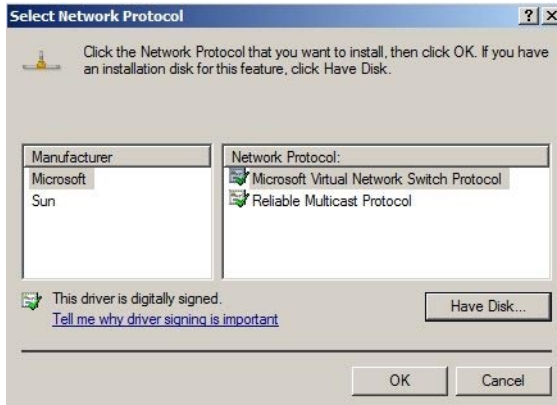 Select Network Protocol
Click the Network Protocol that you want to install, then click OK. If you have
an installation disk for this feature, click Have Disk.
Manufacturer
Microsoft
Sun
Network Protocol:
Microsoft Virtual Network Switch Protocol
Reliable Multicast Protocol
This driver is digitally signed.
Tell me why driver signing is important
Have Disk...
OK
Cancel